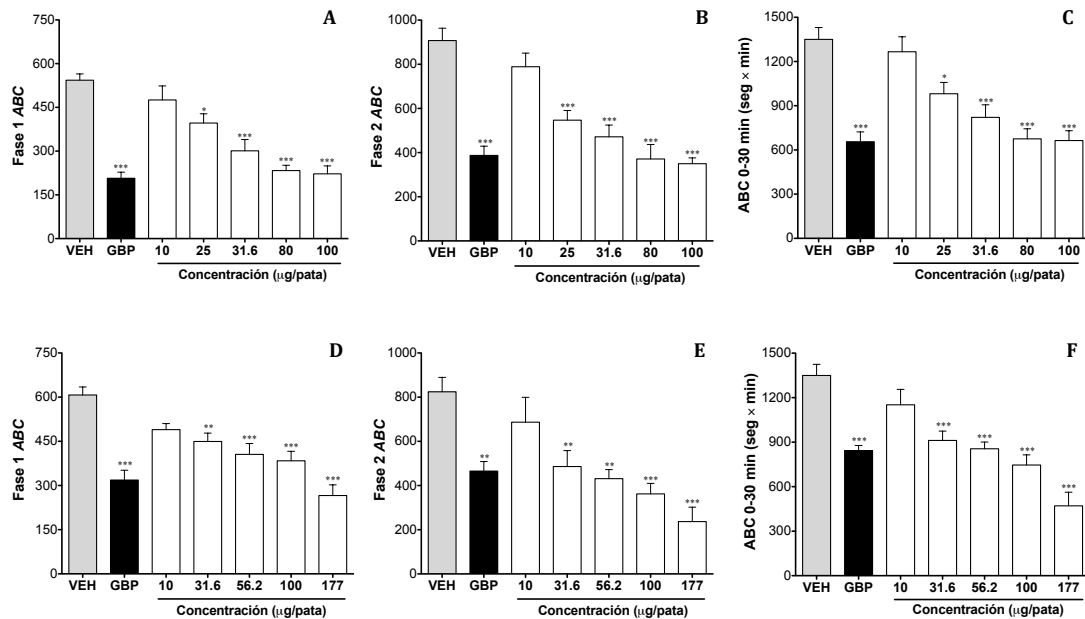 A
Fase 1 ABC
750
600
450
300
150
0
*
***
***
***
***
VEH GBP 10 25 31.6 80 100
Concentración (µg/pata)
B
Fase 2 ABC
1000
800
600
400
200
0
***
***
***
***
***
VEH GBP 10 25 31.6 80 100
Concentración (µg/pata)
C
ABC 0-30 min (seg × min)
1500
1200
900
600
300
0
*
***
***
***
***
VEH GBP 10 25 31.6 80 100
Concentración (µg/pata)
D
Fase 1 ABC
750
600
450
300
150
0
**
***
***
***
***
VEH GBP 10 31.6 56.2 100 177
Concentración (µg/pata)
E
Fase 2 ABC
1000
800
600
400
200
0
**
**
**
***
***
VEH GBP 10 31.6 56.2 100 177
Concentración (µg/pata)
F
ABC 0-30 min (seg × min)
1500
1200
900
600
300
0
***
***
***
***
***
VEH GBP 10 31.6 56.2 100 177
Concentración (µg/pata)